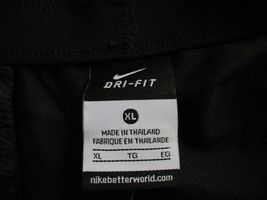 DRI-FIT
XL
MADE IN THAILAND
FABRIQUE EN THAILANDE
XL TG EG
nikebetterworld.com